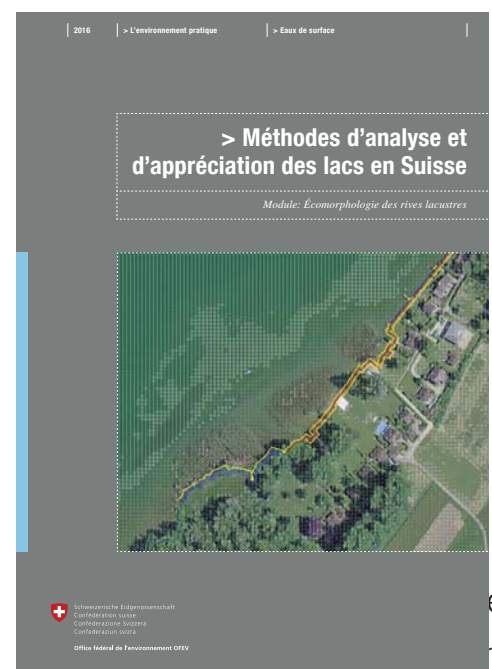 2016
> L'environnement pratique
> Eaux de surface
> Méthodes d'analyse et
d'appréciation des lacs en Suisse
Module: Écomorphologie des rives lacustres
Schweizerische Eidgenossenschaft
Confédération suisse
Confederazione Svizzera
Confederaziun svizra
Office fédéral de l'environnement OFEV